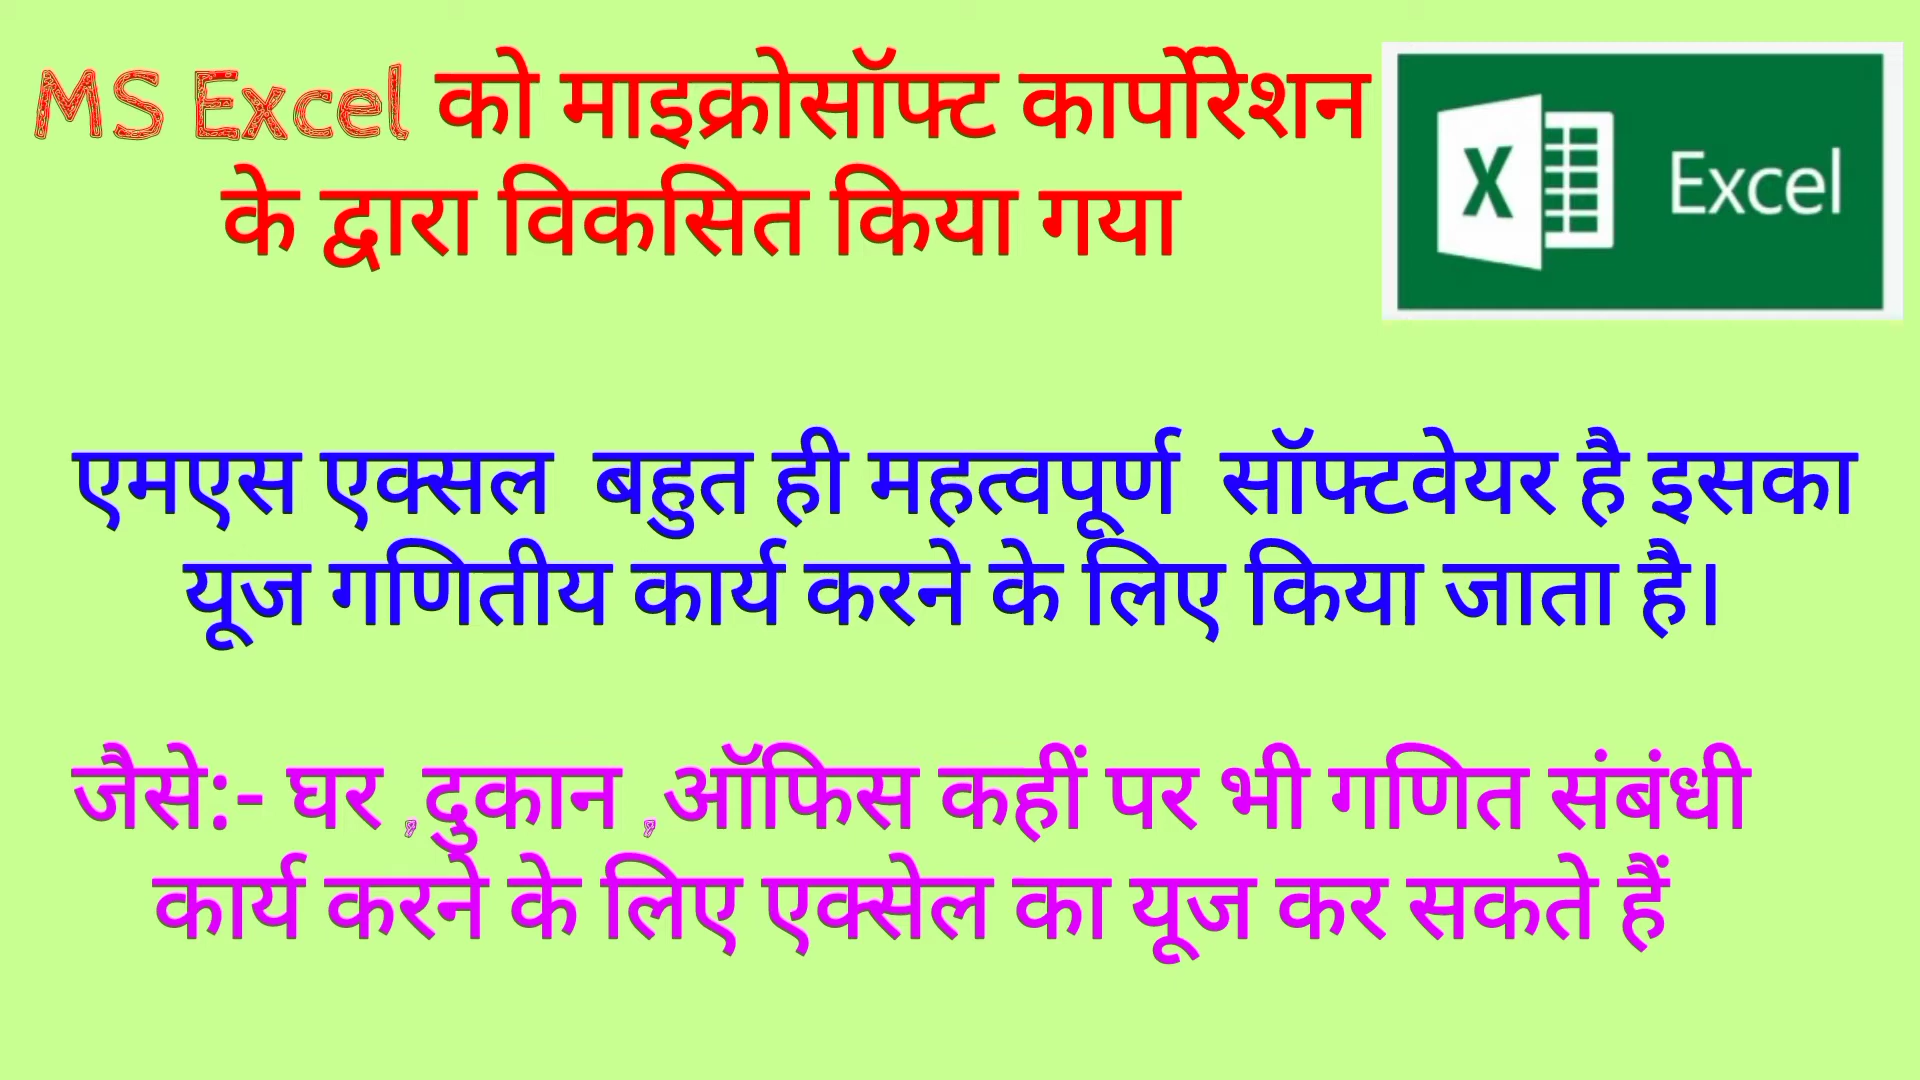 MS Excel को माइक्रोसॉफ्ट कार्पोरेशन
के द्वारा विकसित किया गया
X Excel
एमएस एक्सल बहुत ही महत्वपूर्ण सॉफ्टवेयर है इसका
यूज गणितीय कार्य करने के लिए किया जाता है।
जैसे:- घर ,दुकान ,ऑफिस कहीं पर भी गणित संबंधी
कार्य करने के लिए एक्सेल का यूज कर सकते हैं